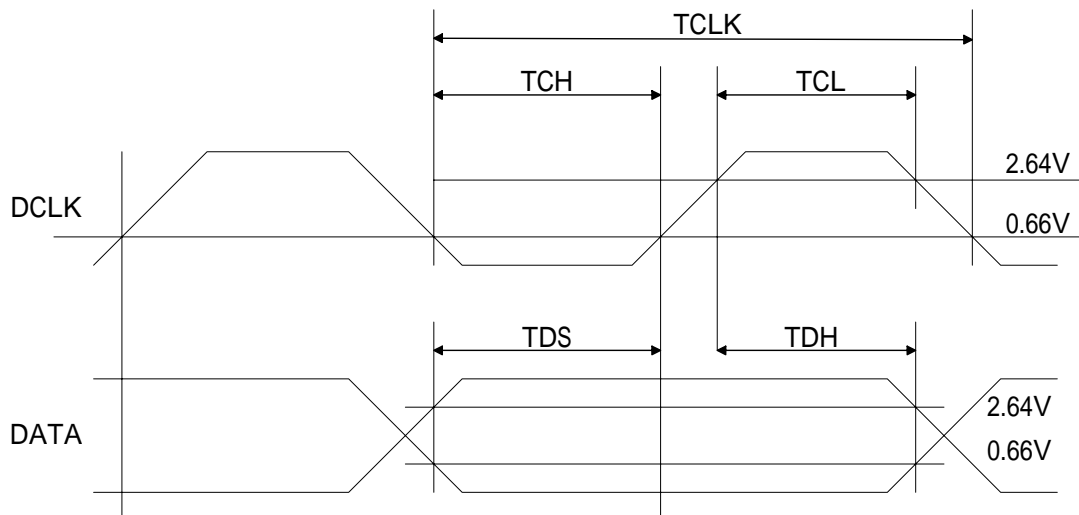 TCLK
TCH
TCL
DCLK
2.64V
0.66V
TDS
TDH
DATA
2.64V
0.66V